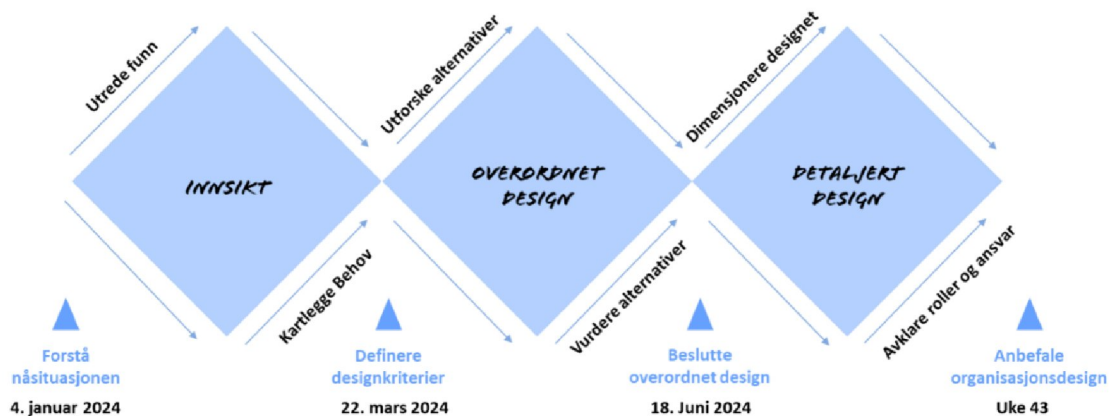 Utrede funn
Utforske alternativer
Dimensjonere designet
INNSIKT
OVERORDNET
DESIGN
DETALJERT
DESIGN
Kartlegge Behov
Vurdere alternativer
Avklare roller og ansvar
Forstå
nåsituasjonen
4. januar 2024
Definere
designkriterier
22. mars 2024
Beslutte
overordnet design
18. Juni 2024
Anbefale
organisasjonsdesign
Uke 43